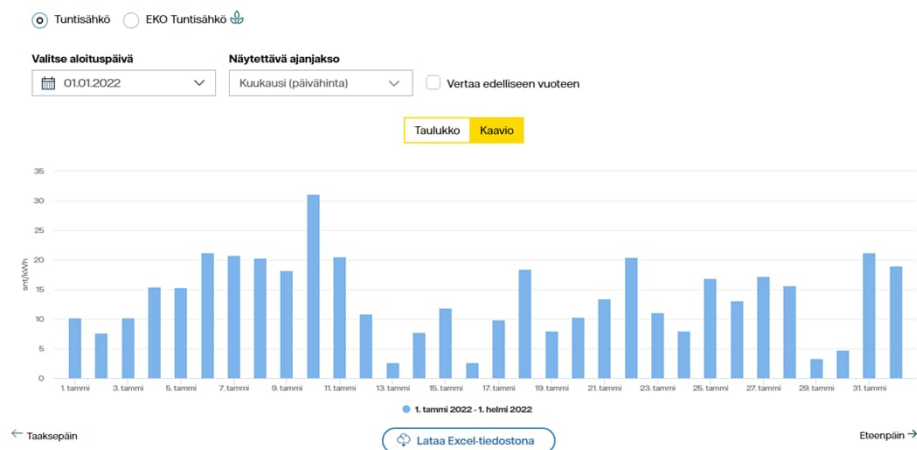 Tuntisähkö EKO Tuntisähkö
Valitse aloituspäivä Näytettävä ajanjakso
01.01.2022 Kuukausi (päivähinta) Vertaa edelliseen vuoteen
Taulukko Kaavio
35
30
25
20
15
10
5
0
snt/kWh
1. tammi 3. tammi 5. tammi 7. tammi 9. tammi 11. tammi 13. tammi 15. tammi 17. tammi 19. tammi 21. tammi 23. tammi 25. tammi 27. tammi 29. tammi 31. tammi
1. tammi 2022 - 1. helmi 2022
Taaksepäin Lataa Excel-tiedostona Eteenpäin